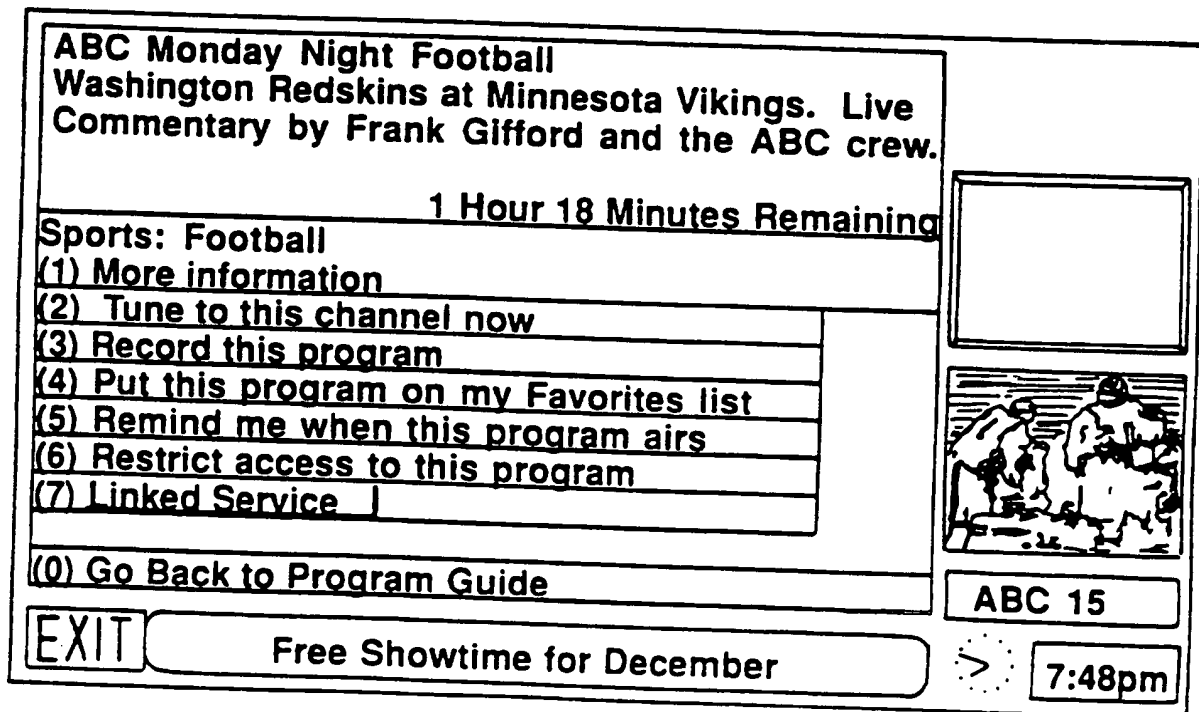 ABC Monday Night Football
Washington Redskins at Minnesota Vikings. Live
Commentary by Frank Gifford and the ABC crew.
1 Hour 18 Minutes Remaining
Sports: Football
(1) More information
(2) Tune to this channel now
(3) Record this program
(4) Put this program on my Favorites list
(5) Remind me when this program airs
(6) Restrict access to this program
(7) Linked Service
(0) Go Back to Program Guide
ABC 15
EXIT
Free Showtime for December
7:48pm